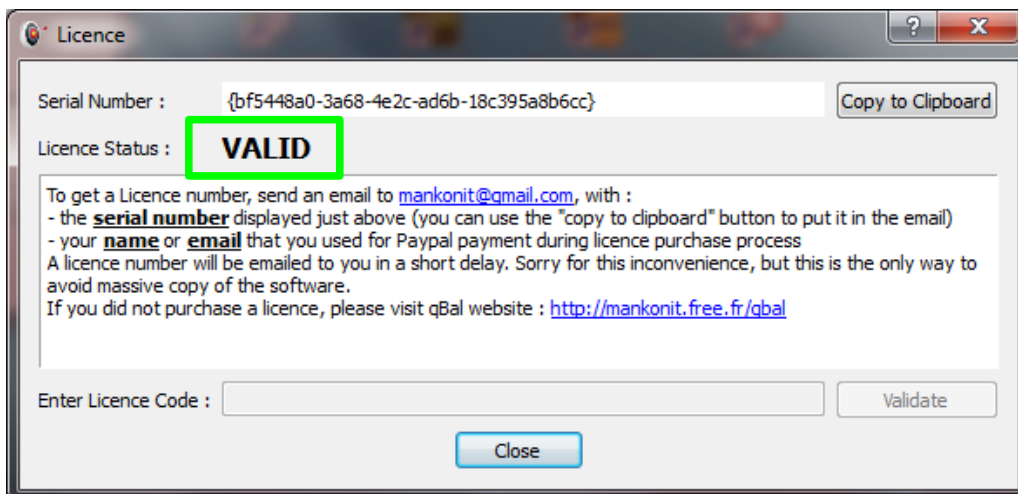 Licence
Serial Number : {bf5448a0-3a68-4e2c-ad6b-18c395a8b6cc} Copy to Clipboard
Licence Status : VALID
To get a Licence number, send an email to mankonit@gmail.com, with :
- the serial number displayed just above (you can use the "copy to clipboard" button to put it in the email)
- your name or email that you used for Paypal payment during licence purchase process
A licence number will be emailed to you in a short delay. Sorry for this inconvenience, but this is the only way to
avoid massive copy of the software.
If you did not purchase a licence, please visit qBal website : http://mankonit.free.fr/qbal
Enter Licence Code : Validate
Close